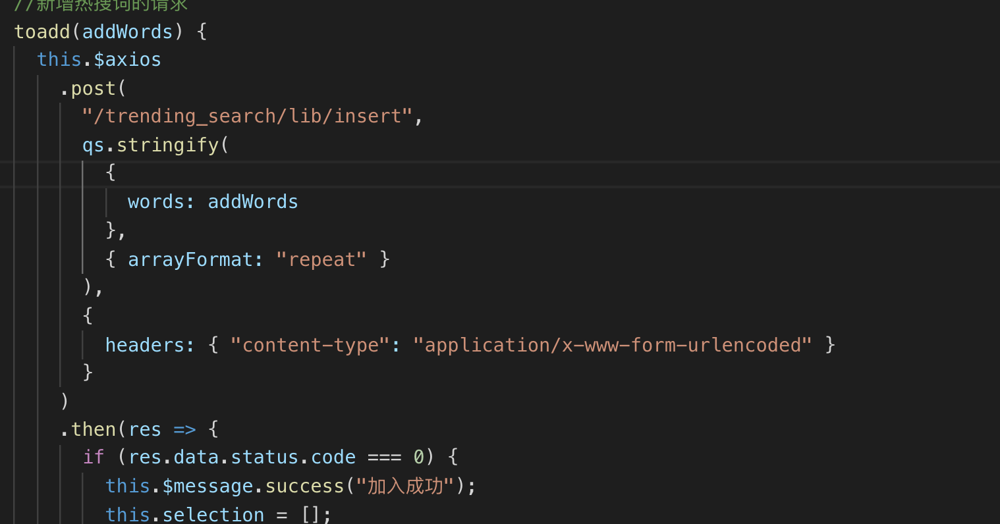 //新增热搜词的请求
toadd(addWords) {
this.$axios
.post(
"/trending_search/lib/insert",
qs.stringify(
{
words: addWords
},
{ arrayFormat: "repeat" }
),
{
headers: { "content-type": "application/x-www-form-urlencoded" }
}
)
.then(res => {
if (res.data.status.code === 0) {
this.$message.success("加入成功");
this.selection = [];